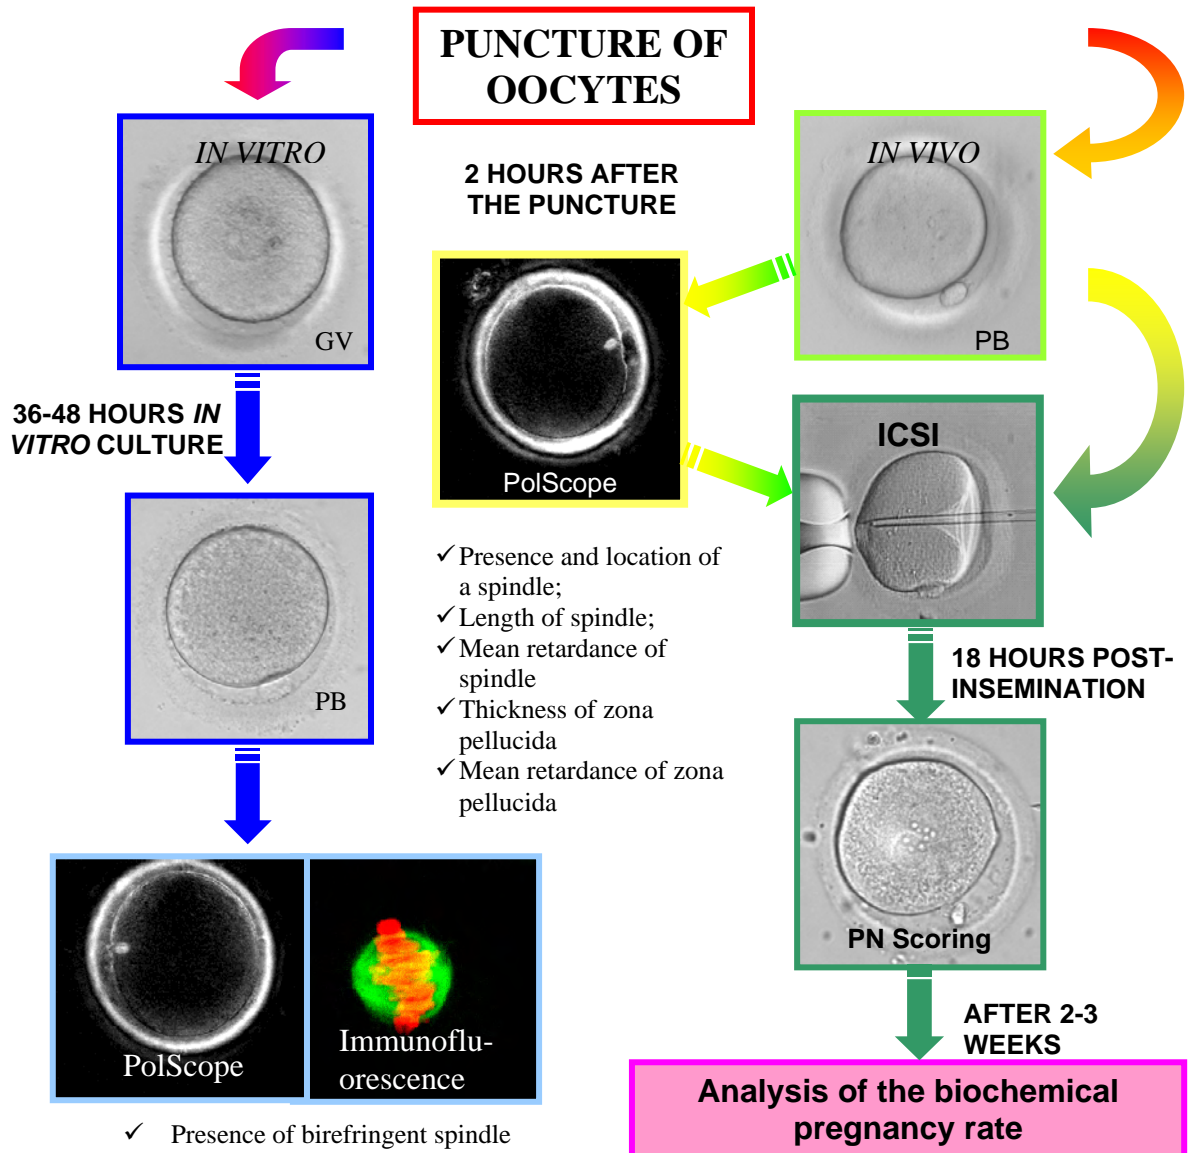 PUNCTURE OF
OOCYTES
IN VITRO
GV
36-48 HOURS IN
VITRO CULTURE
PB
PolScope
Immunoflu-
orescence
✓ Presence of birefringent spindle
2 HOURS AFTER
THE PUNCTURE
PolScope
✓ Presence and location of
a spindle;
✓ Length of spindle;
✓ Mean retardance of
spindle
✓ Thickness of zona
pellucida
✓ Mean retardance of zona
pellucida
IN VIVO
PB
ICSI
18 HOURS POST-
INSEMINATION
PN Scoring
AFTER 2-3
WEEKS
Analysis of the biochemical
pregnancy rate